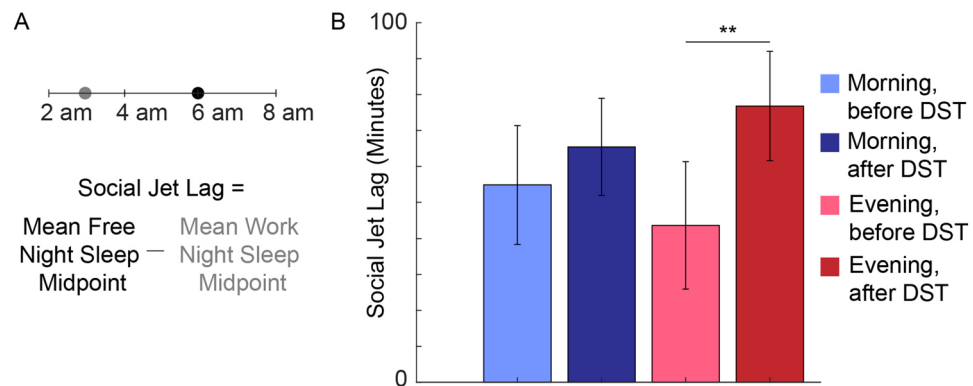 A
2 am 4 am 6 am 8 am
Social Jet Lag =
Mean Free
Night Sleep
Midpoint
—
Mean Work
Night Sleep
Midpoint
B
100
0
Social Jet Lag (Minutes)
**
Morning,
before DST
Morning,
after DST
Evening,
before DST
Evening,
after DST